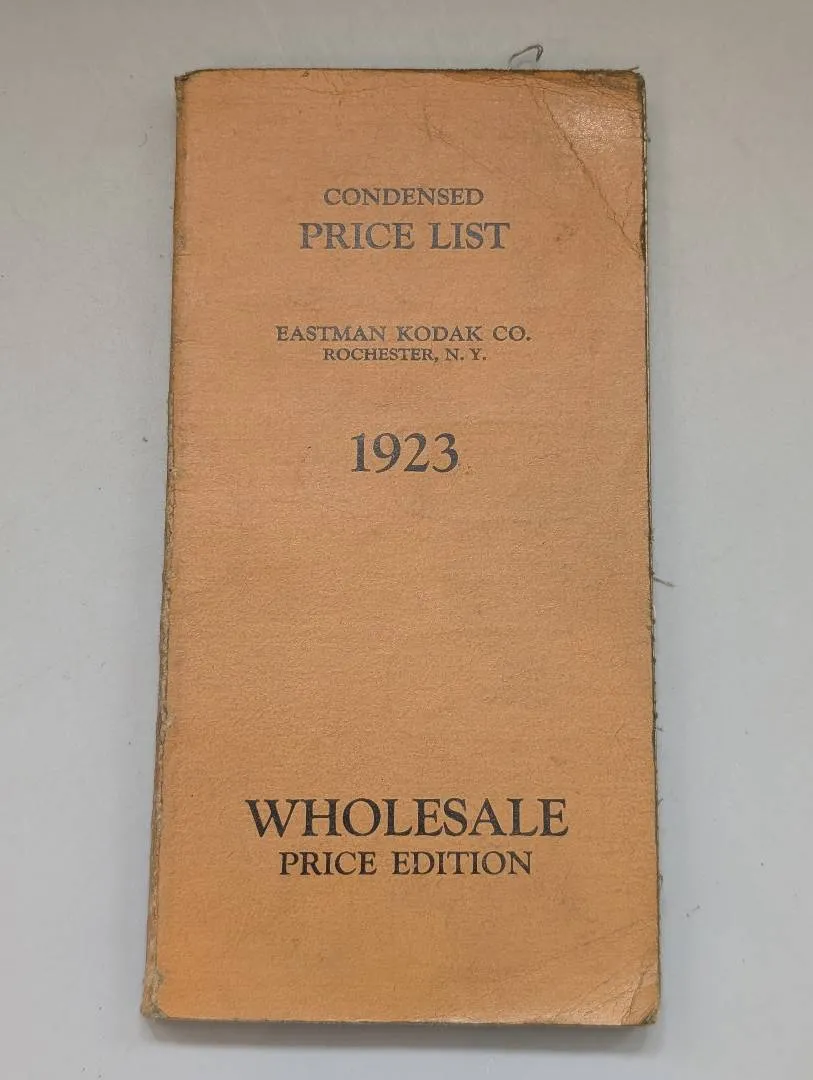 CONDENSED
PRICE LIST
EASTMAN KODAK CO.
ROCHESTER, N. Y.
1923
WHOLESALE
PRICE EDITION